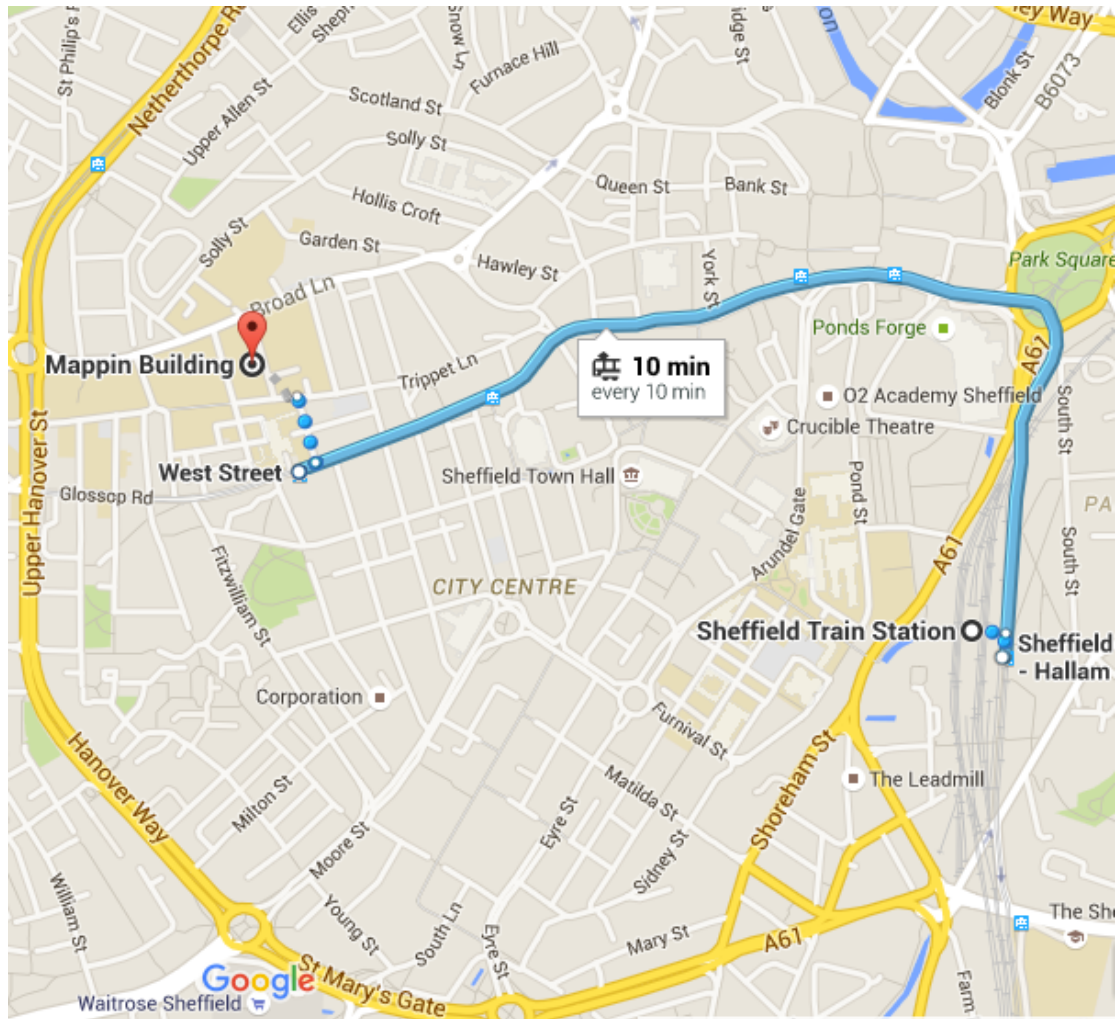 St Philip's
Netherthorpe
Ellis
Snow Ln
Furnace Hill
Scotland St
Solly St
Upper Allen St
Queen St
Bank St
Blonk St
B6073
Way
Hollis Croft
Solly St
Garden St
Hawley St
York St
Park Square
Broad Ln
Ponds Forge
A61
Mappin Building
Trippet Ln
10 min
every 10 min
O2 Academy Sheffield
Crucible Theatre
South St
West Street
Sheffield Town Hall
Pond St
Glossop Rd
Upper Hanover St
Arundel Gate
PA
A61
South St
Fitzwilliam St
CITY CENTRE
Sheffield Train Station
Sheffield
- Hallam
Corporation
Furnival St
Hanover Way
Matilda St
Shoreham St
The Leadmill
Milton St
Moore St
Eyre St
Sidney St
William St
Young St
South Ln
Eyre St
Mary St
A61
The She
Google
St Mary's Gate
Farm
Waitrose Sheffield